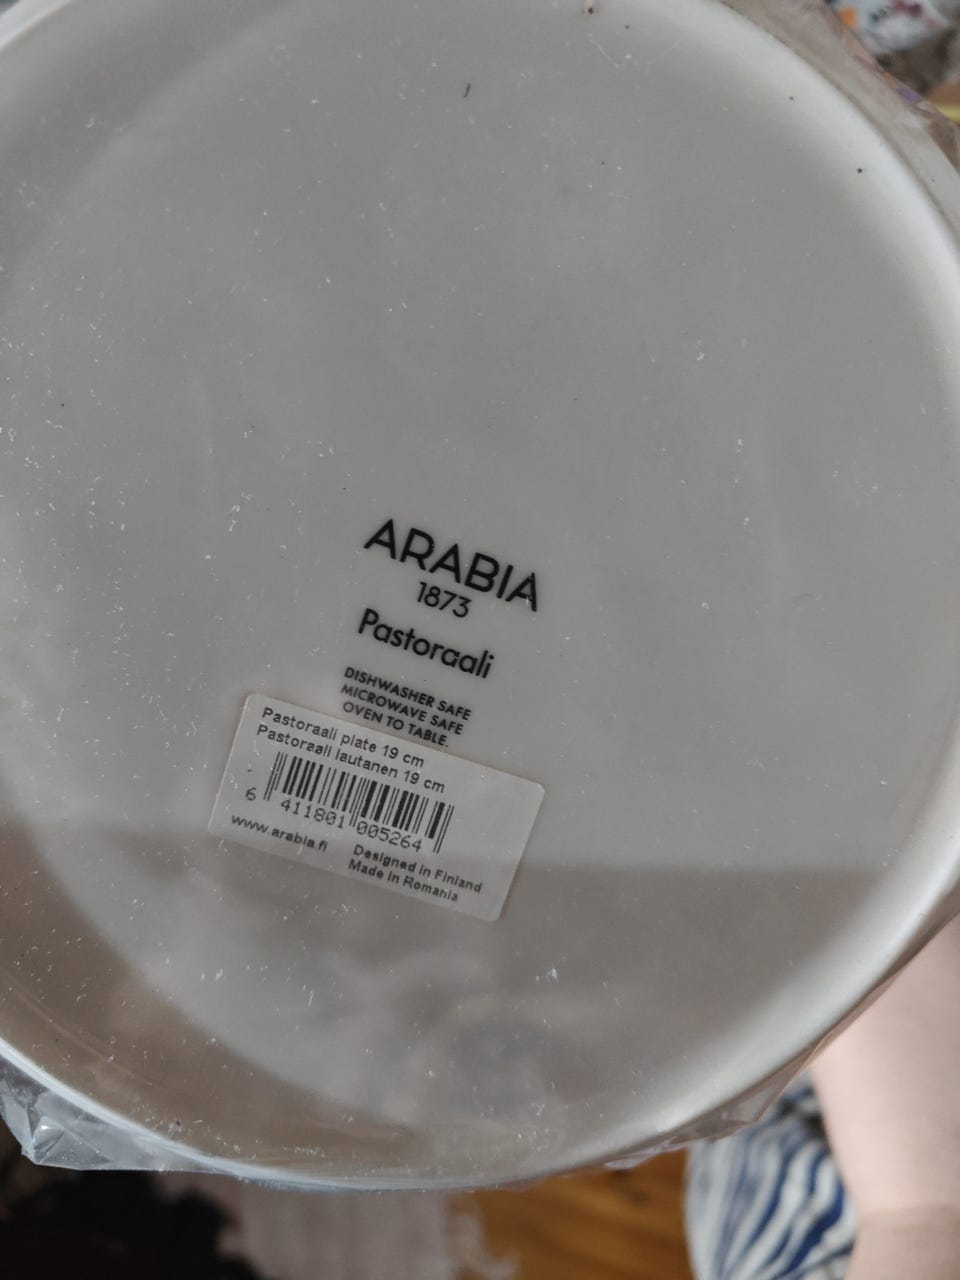 ARABIA
1873
Pastoraali
DISHWASHER SAFE
MICROWAVE SAFE
OVEN TO TABLE.
Pastoraali plate 19 cm
Pastoraali lautanen 19 cm
6 411801 005264
www.arabia.fi
Designed in Finland
Made in Romania